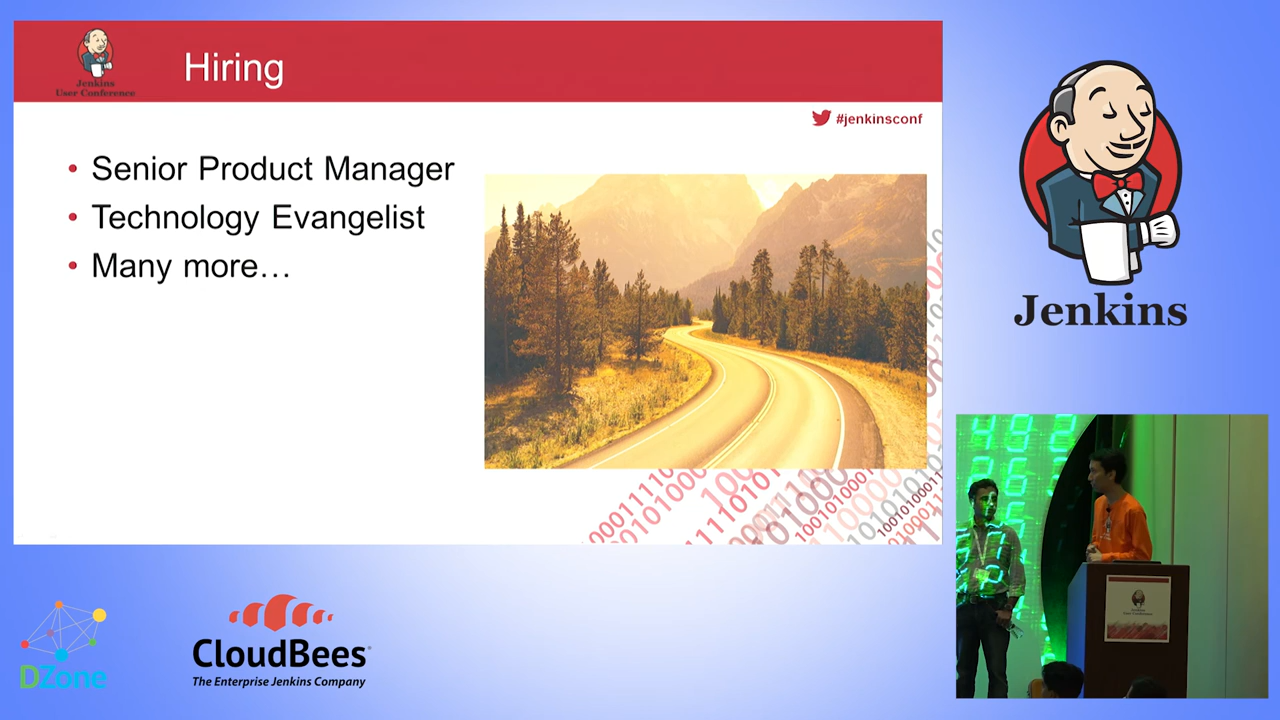 Jenkins
User Conference
Hiring
#jenkinsconf
• Senior Product Manager
• Technology Evangelist
• Many more…
Jenkins
DZone
CloudBees
The Enterprise Jenkins Company